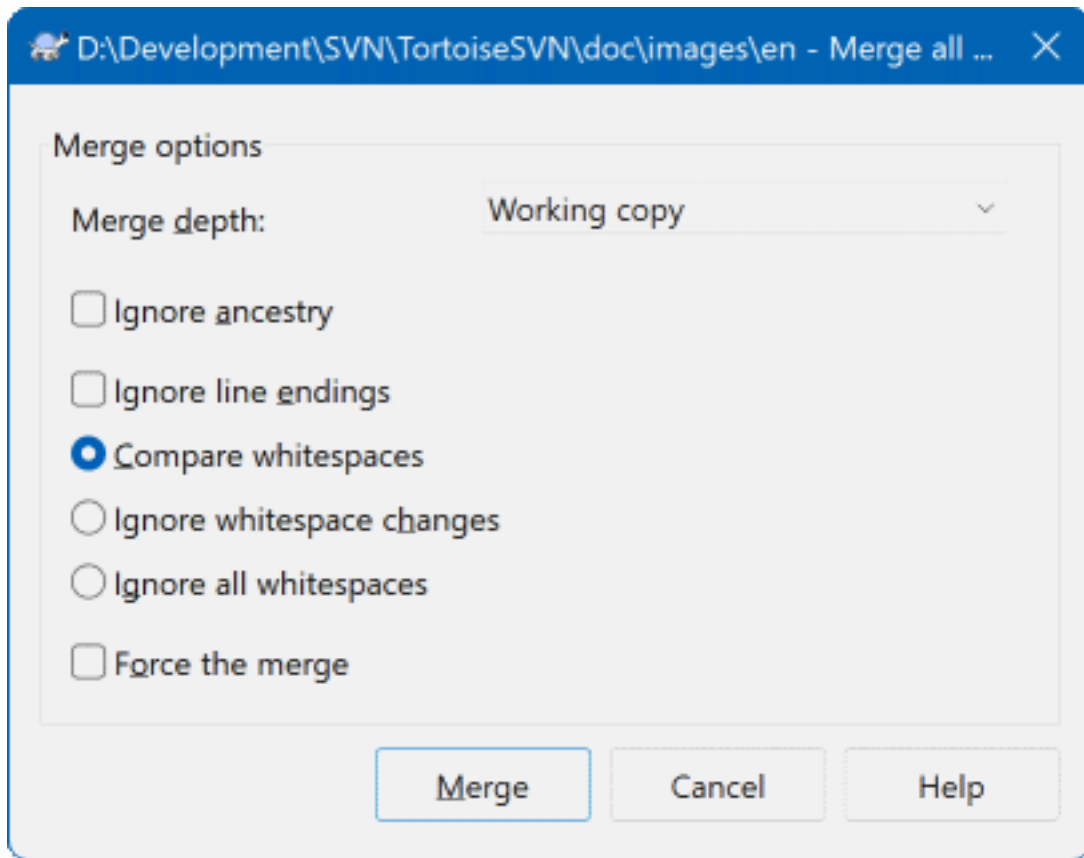 D:\Development\SVN\TortoiseSVN\doc\images\en - Merge all ...
Merge options
Merge depth: Working copy
Ignore ancestry
Ignore line endings
Compare whitespaces
Ignore whitespace changes
Ignore all whitespaces
Force the merge
Merge Cancel Help